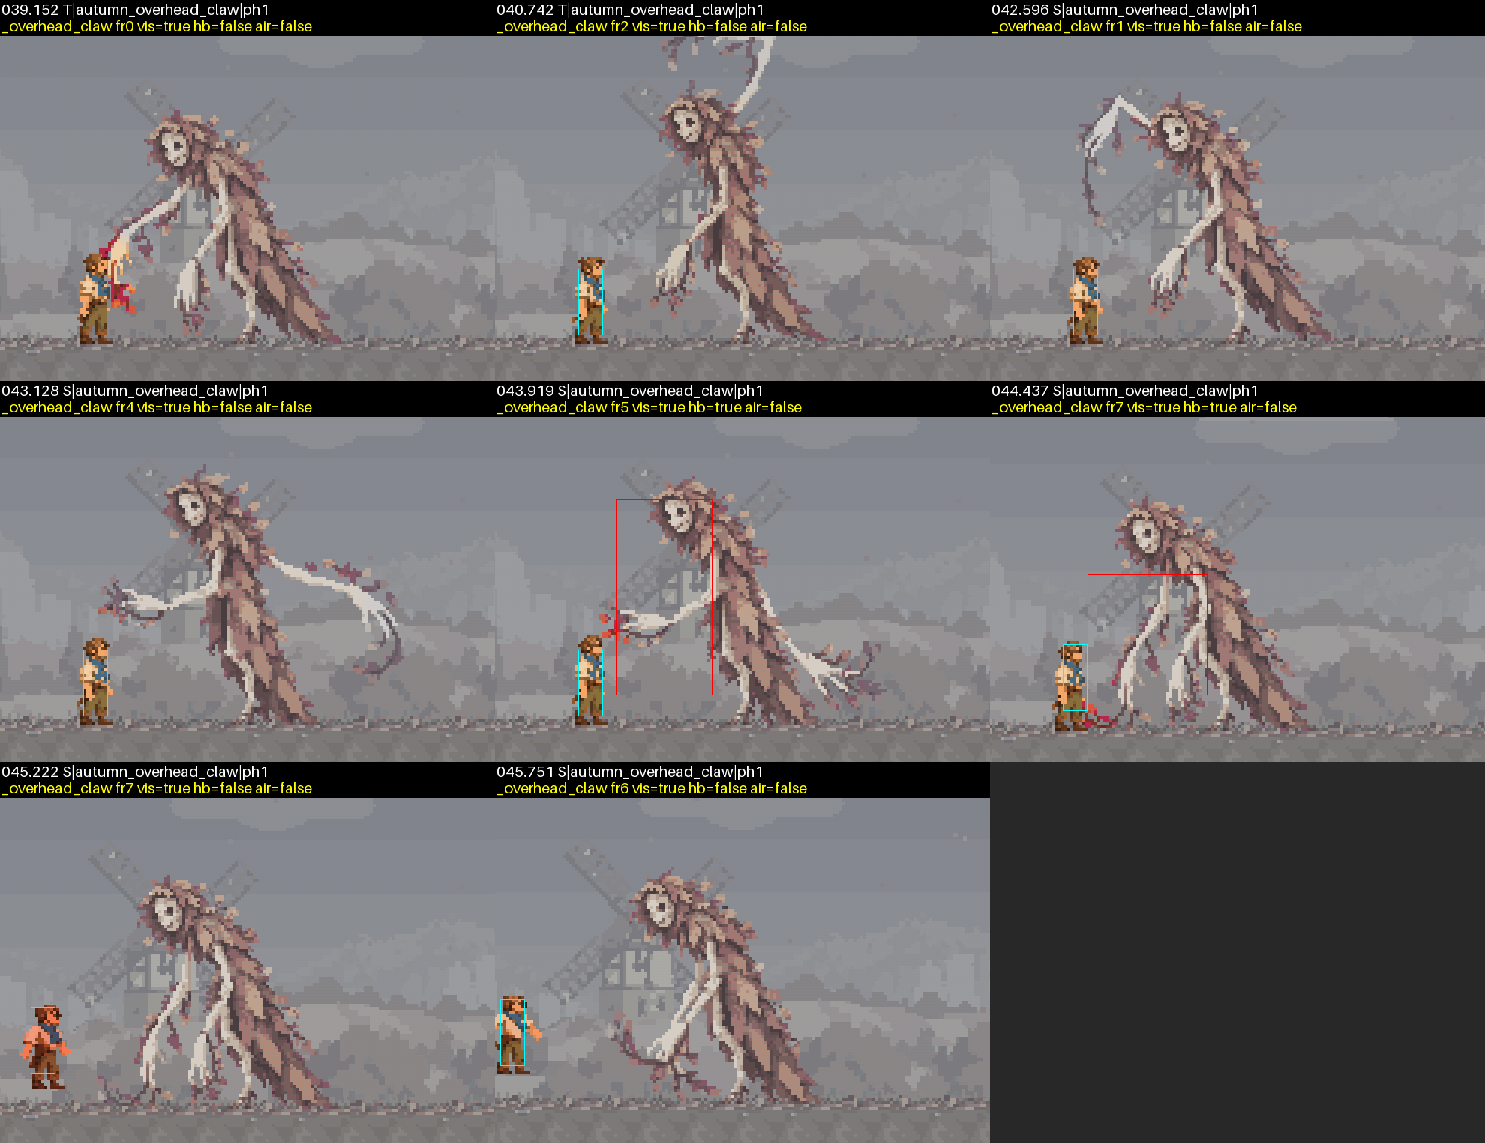 039.152 T|autumn_overhead_claw|ph1
_overhead_claw fr0 vis=true hb=false air=false
040.742 T|autumn_overhead_claw|ph1
_overhead_claw fr2 vis=true hb=false air=false
042.596 S|autumn_overhead_claw|ph1
_overhead_claw fr1 vis=true hb=false air=false
043.128 S|autumn_overhead_claw|ph1
_overhead_claw fr4 vis=true hb=false air=false
043.919 S|autumn_overhead_claw|ph1
_overhead_claw fr5 vis=true hb=true air=false
044.437 S|autumn_overhead_claw|ph1
_overhead_claw fr7 vis=true hb=true air=false
045.222 S|autumn_overhead_claw|ph1
_overhead_claw fr7 vis=true hb=false air=false
045.751 S|autumn_overhead_claw|ph1
_overhead_claw fr6 vis=true hb=false air=false